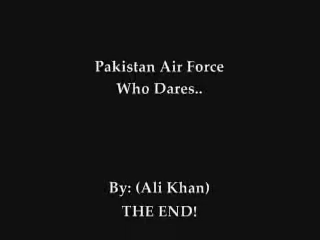 Pakistan Air Force
Who Dares..
By: (Ali Khan)
THE END!